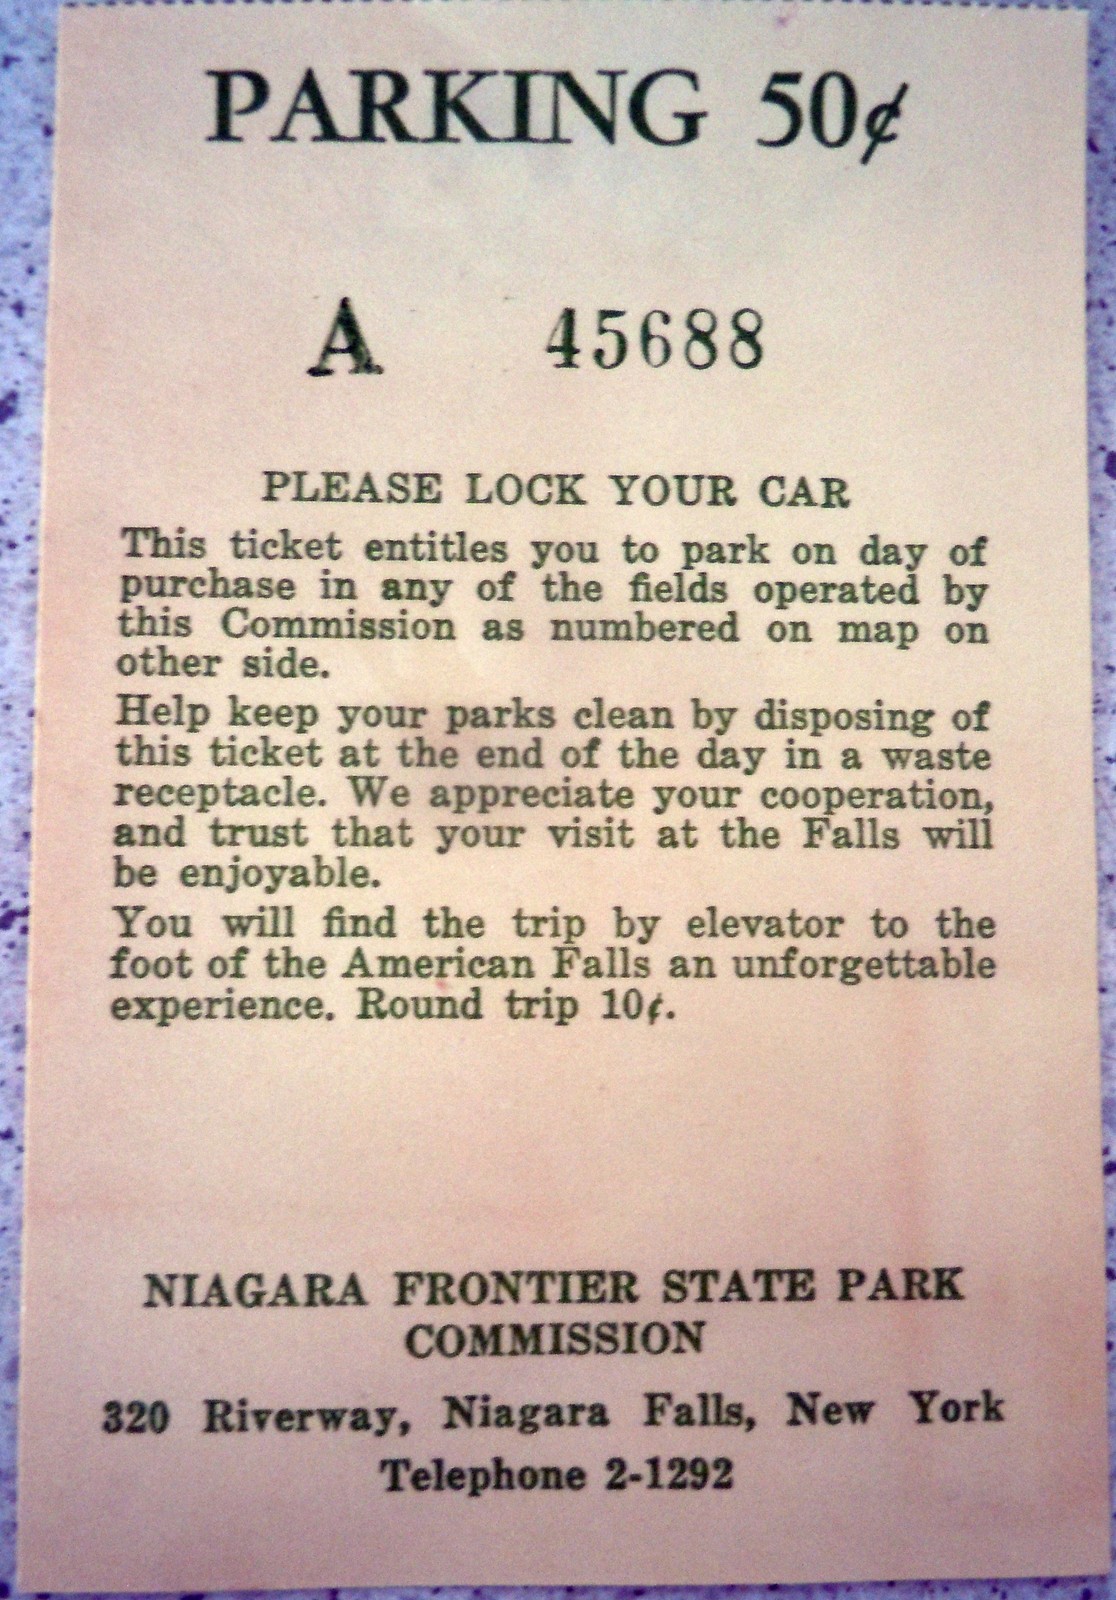 PARKING 50¢
A 45688
PLEASE LOCK YOUR CAR
This ticket entitles you to park on day of
purchase in any of the fields operated by
this Commission as numbered on map on
other side.
Help keep your parks clean by disposing of
this ticket at the end of the day in a waste
receptacle. We appreciate your cooperation,
and trust that your visit at the Falls will
be enjoyable.
You will find the trip by elevator to the
foot of the American Falls an unforgettable
experience. Round trip 10¢.
NIAGARA FRONTIER STATE PARK
COMMISSION
320 Riverway, Niagara Falls, New York
Telephone 2-1292